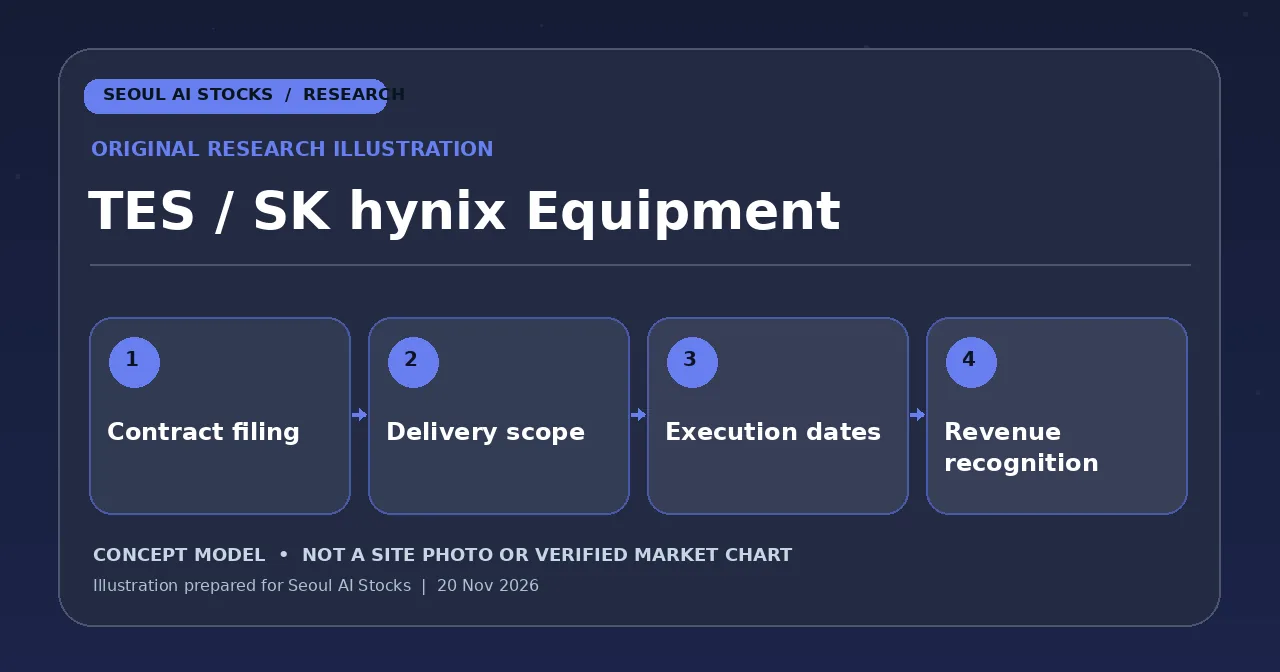 SEOUL AI STOCKS / RESEARCH
ORIGINAL RESEARCH ILLUSTRATION
TES / SK hynix Equipment
1
Contract filing
2
Delivery scope
3
Execution dates
4
Revenue
recognition
CONCEPT MODEL • NOT A SITE PHOTO OR VERIFIED MARKET CHART
Illustration prepared for Seoul AI Stocks | 20 Nov 2026